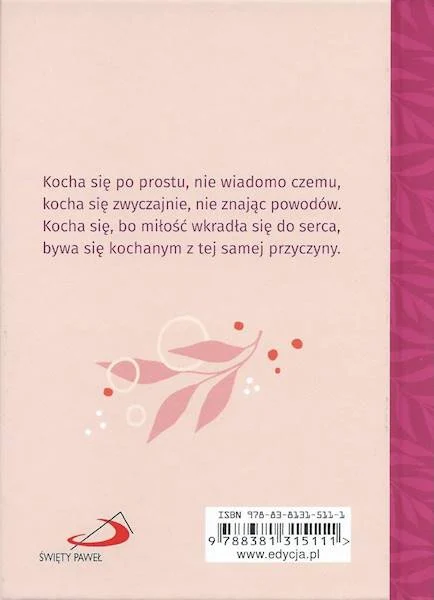 Kocha się po prostu, nie wiadomo czemu,
kocha się zwyczajnie, nie znając powodów.
Kocha się, bo miłość wkradła się do serca,
bywa się kochanym z tej samej przyczyny.
ISBN 978-83-8131-511-1
9 788381 315111 >
www.edycja.pl
ŚWIĘTY PAWEŁ